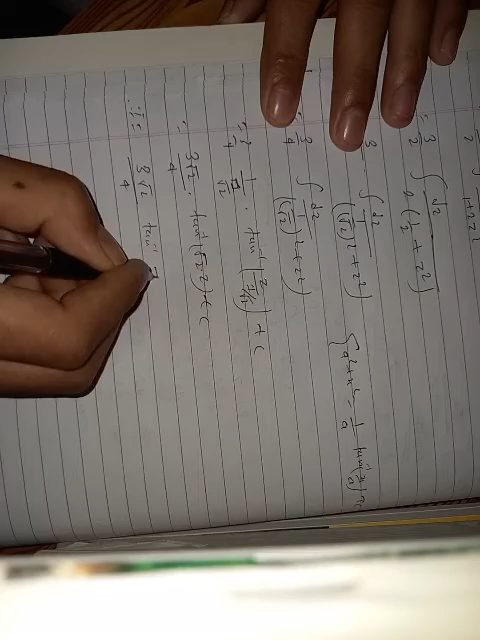 1+2z²
= 3/2 ∫ dz / 2(1/2 + z²)
3 ∫ dz / (1/√2)² + z²
{ a²+x² = 1/a tan⁻¹(x/a)+c
= 3/4 ∫ dz / (1/√2)² + z²
= 3/4 1/1/√2 . tan⁻¹(z/1/√2) + c
= 3√2/4 . tan⁻¹(√2 z) + c
∴ I = 3√2/4 tan⁻¹